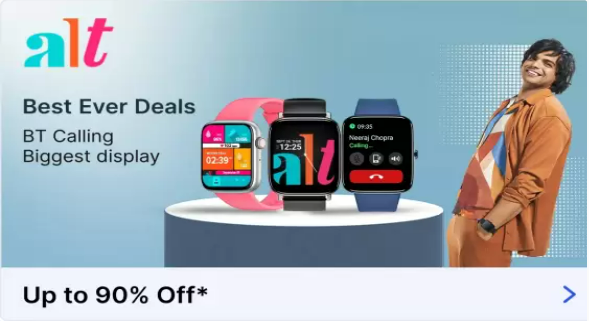 alt
Best Ever Deals
BT Calling
Biggest display
02:39
12:25
alt
09:35
Neeraj Chopra
Calling...
Up to 90% Off*